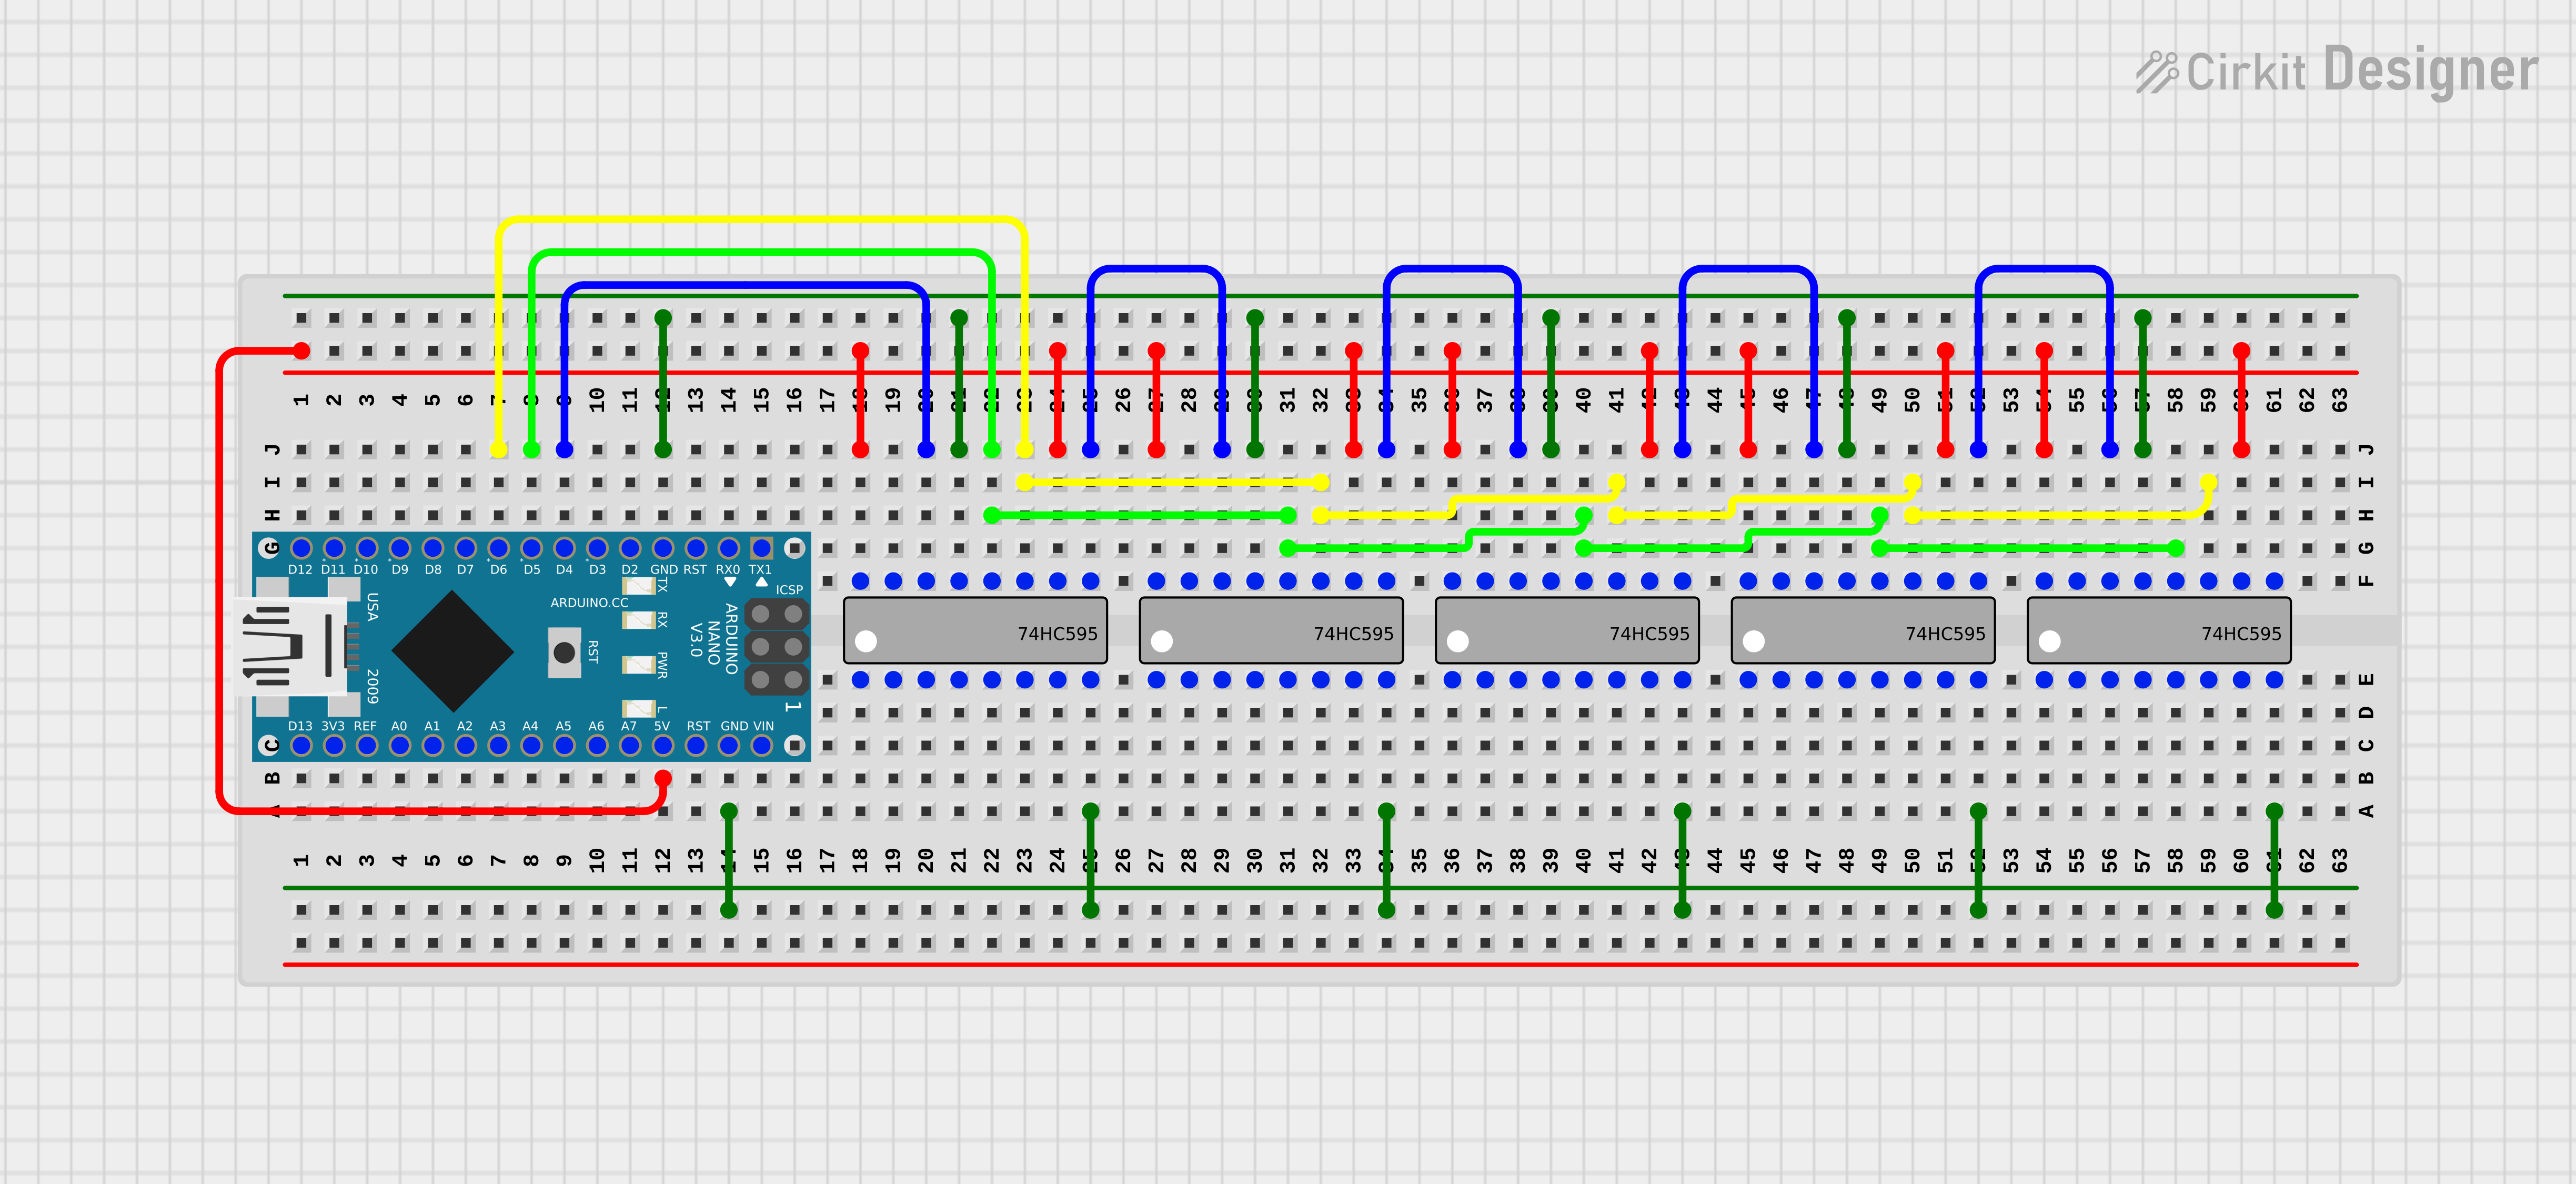 Cirkit Designer
1 2 3 4 5 6 7 8 9 10 11 12 13 14 15 16 17 18 19 20 21 22 23 24 25 26 27 28 29 30 31 32 33 34 35 36 37 38 39 40 41 42 43 44 45 46 47 48 49 50 51 52 53 54 55 56 57 58 59 60 61 62 63
J J
I I
H H
G G
D12 D11 D10 D9 D8 D7 D6 D5 D4 D3 D2 GND RST RX0 TX1
F
ICSP
USA
ARDUINO.CC
TX
RX
RST
PWR
L
ARDUINO
NANO
V3.0
2009
1
74HC595 74HC595 74HC595 74HC595 74HC595
E
D
D13 3V3 REF A0 A1 A2 A3 A4 A5 A6 A7 5V RST GND VIN
C C
B B
A A
1 2 3 4 5 6 7 8 9 10 11 12 13 14 15 16 17 18 19 20 21 22 23 24 25 26 27 28 29 30 31 32 33 34 35 36 37 38 39 40 41 42 43 44 45 46 47 48 49 50 51 52 53 54 55 56 57 58 59 60 61 62 63